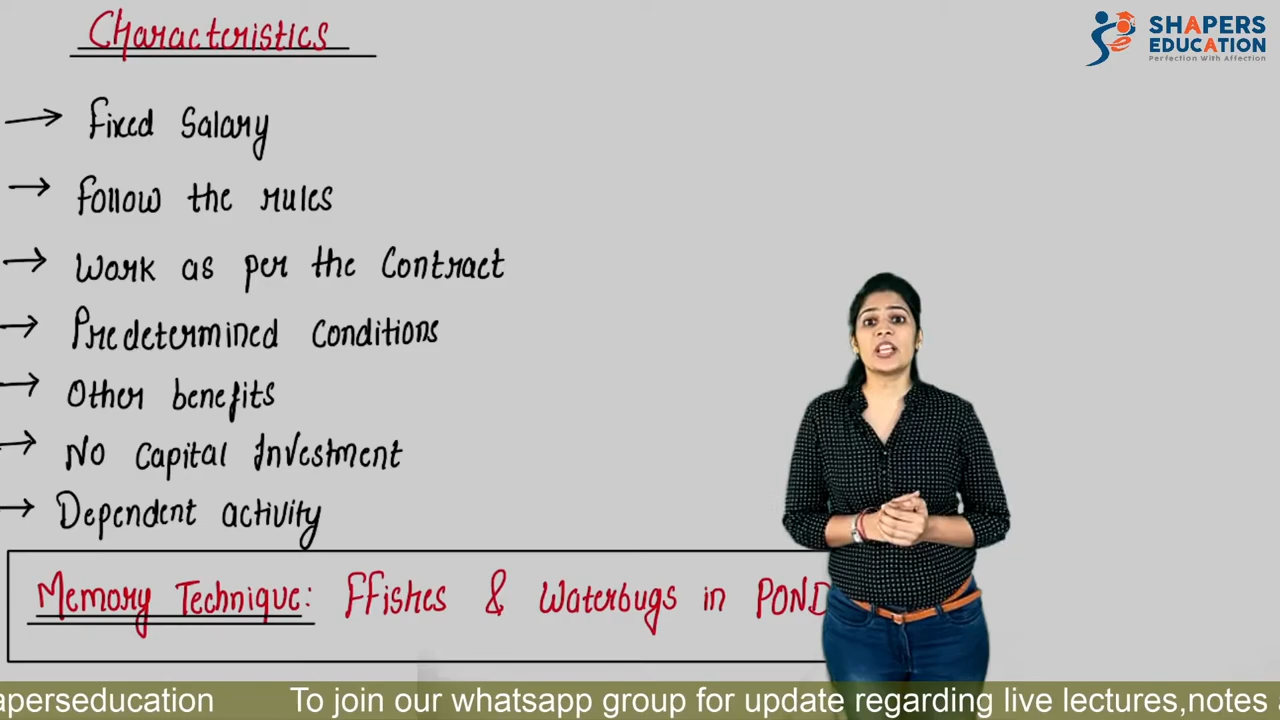 Characteristics
SHAPERS
EDUCATION
Perfection With Affection
→ Fixed Salary
→ Follow the rules
→ Work as per the Contract
→ Predetermined Conditions
→ Other benefits
→ No Capital Investment
→ Dependent activity
Memory Technique: FFishes & Waterbugs in POND
aperseducation To join our whatsapp group for update regarding live lectures,notes